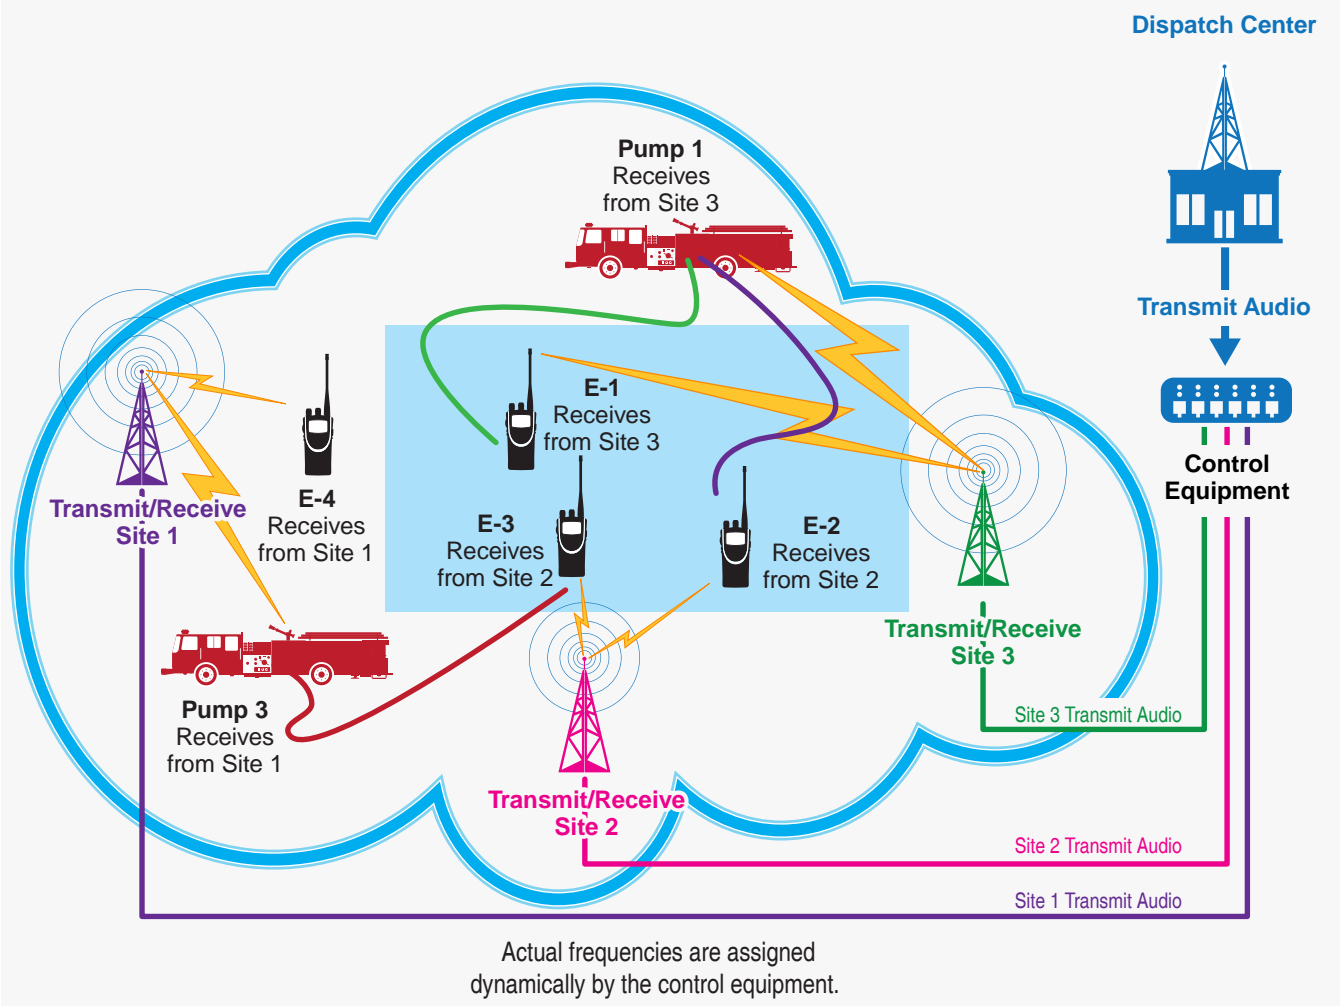 Dispatch Center
Pump 1
Receives
from Site 3
Transmit Audio
E-1
Receives
from Site 3
Control
Equipment
E-4
Receives
from Site 1
Transmit/Receive
Site 1
E-3
Receives
from Site 2
E-2
Receives
from Site 2
Transmit/Receive
Site 3
Pump 3
Receives
from Site 1
Site 3 Transmit Audio
Transmit/Receive
Site 2
Site 2 Transmit Audio
Site 1 Transmit Audio
Actual frequencies are assigned
dynamically by the control equipment.